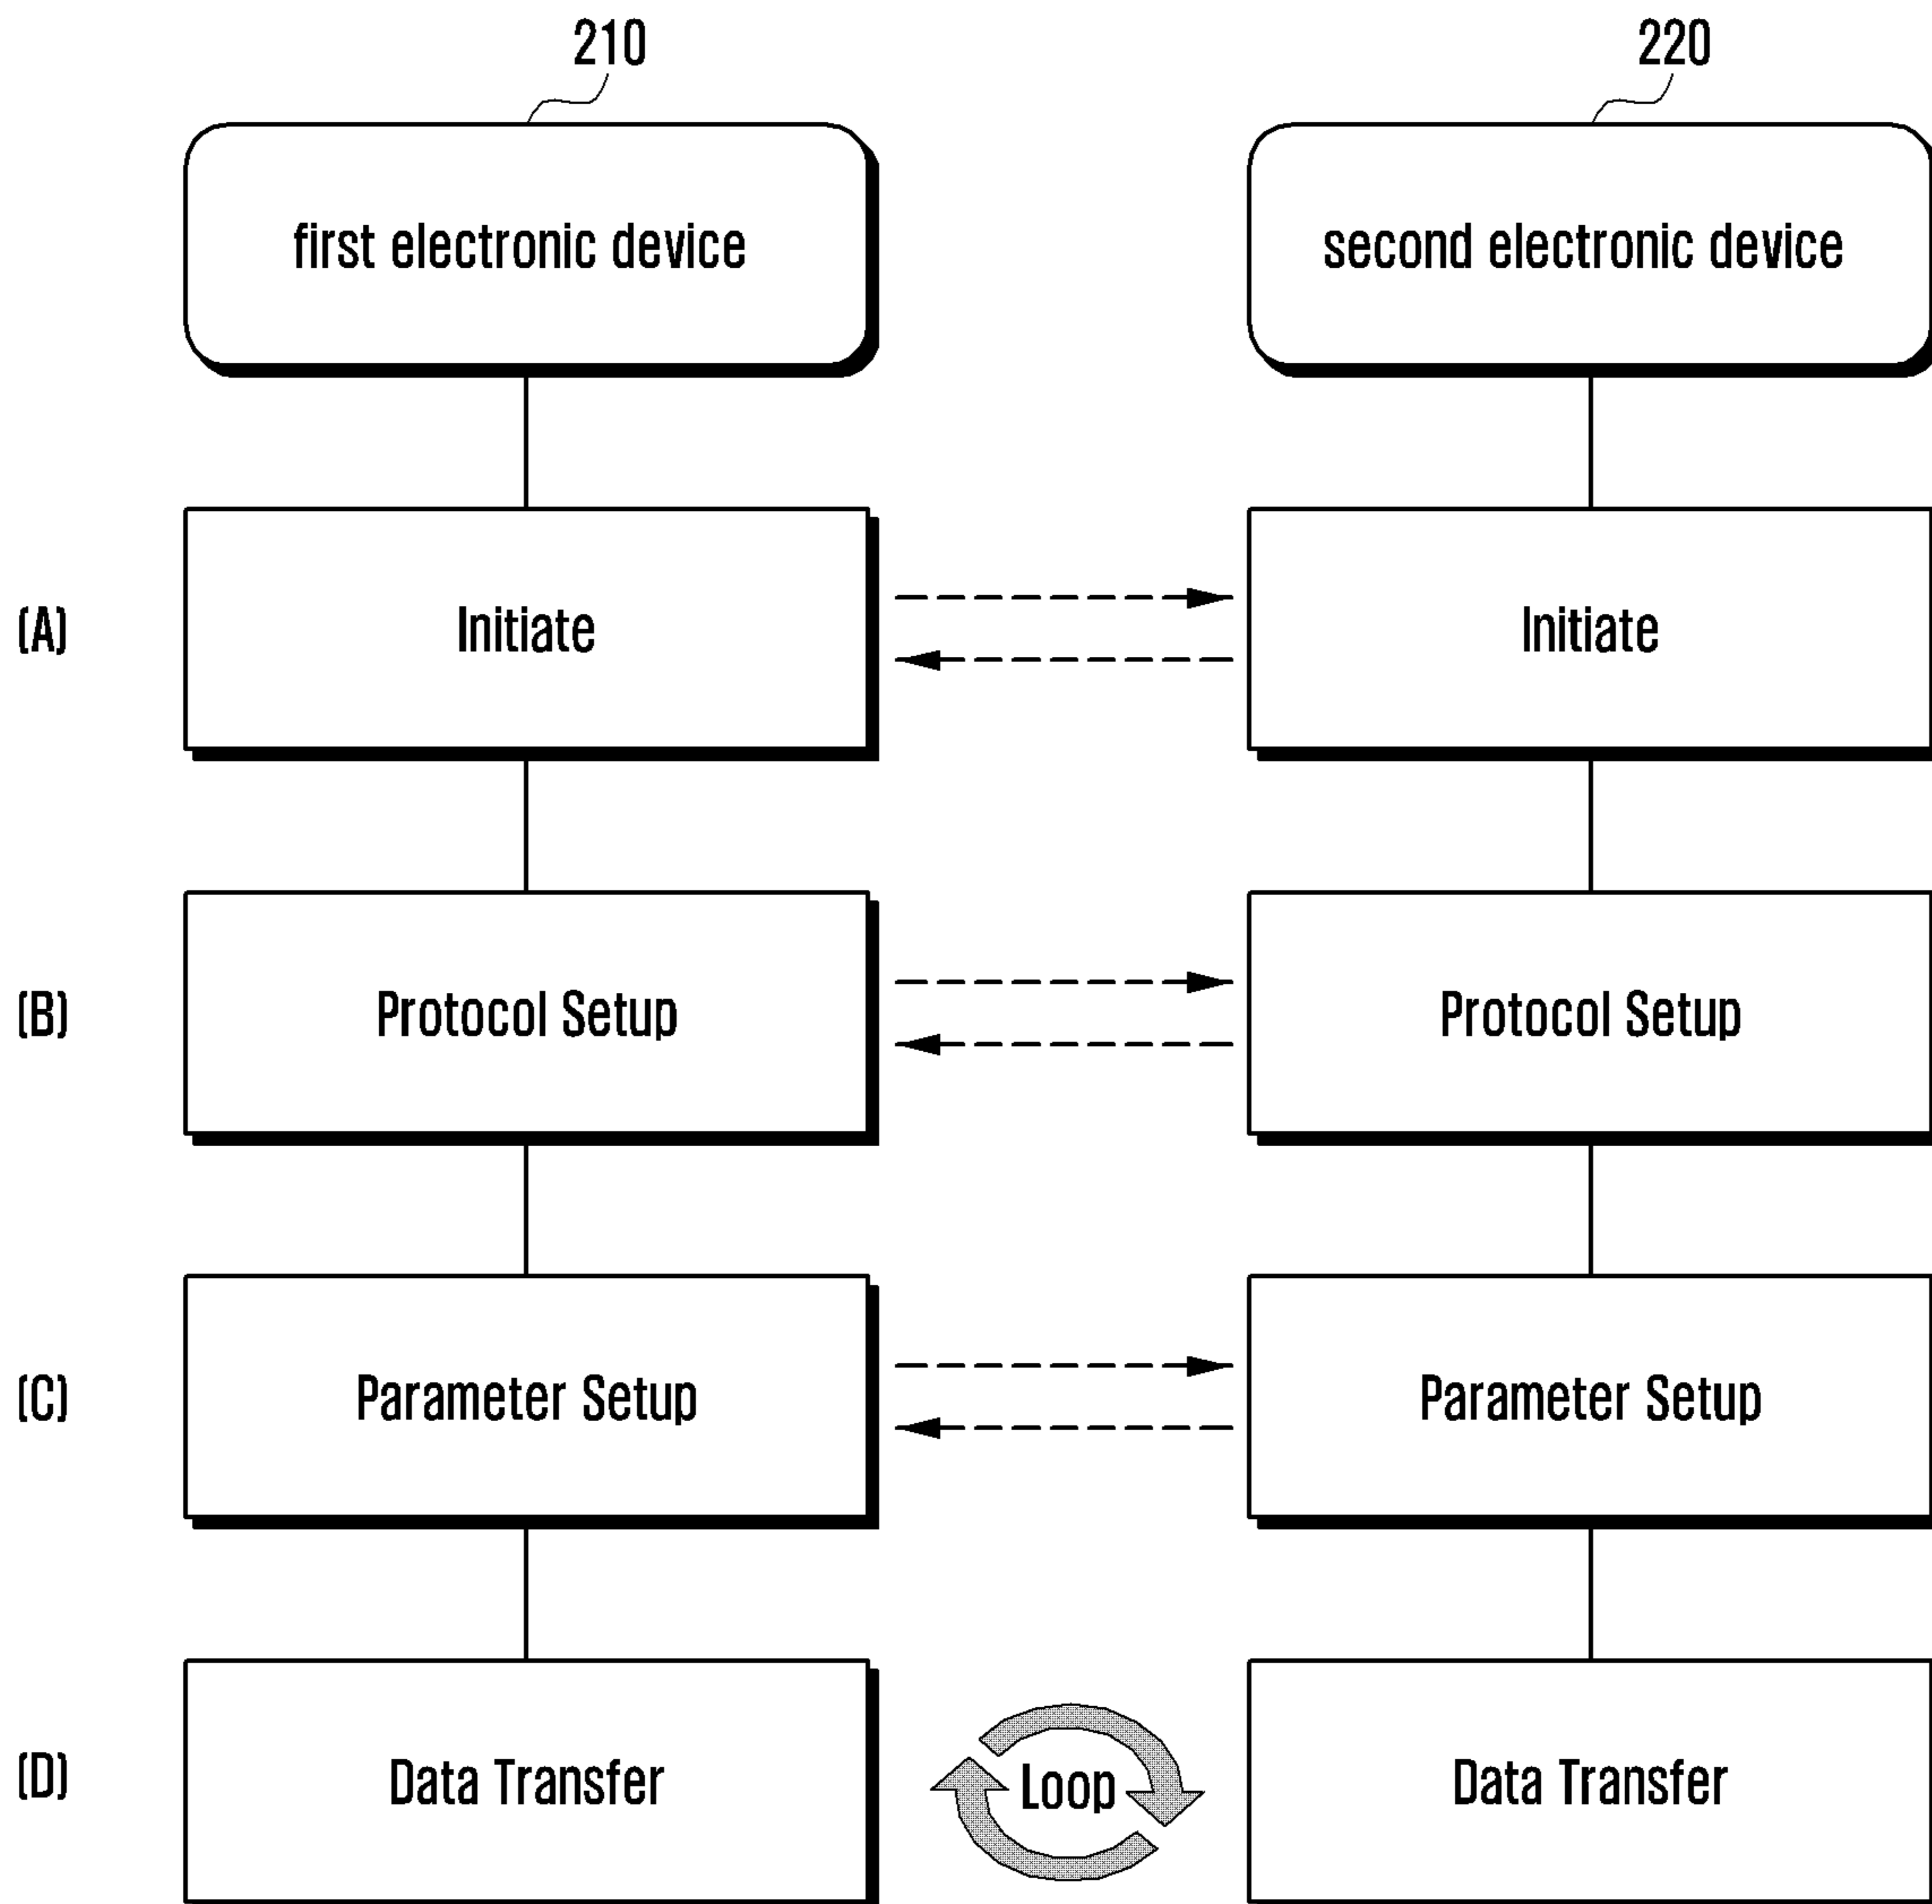 210
220
first electronic device
second electronic device
(A)
Initiate
Initiate
(B)
Protocol Setup
Protocol Setup
(C)
Parameter Setup
Parameter Setup
(D)
Data Transfer
Loop
Data Transfer